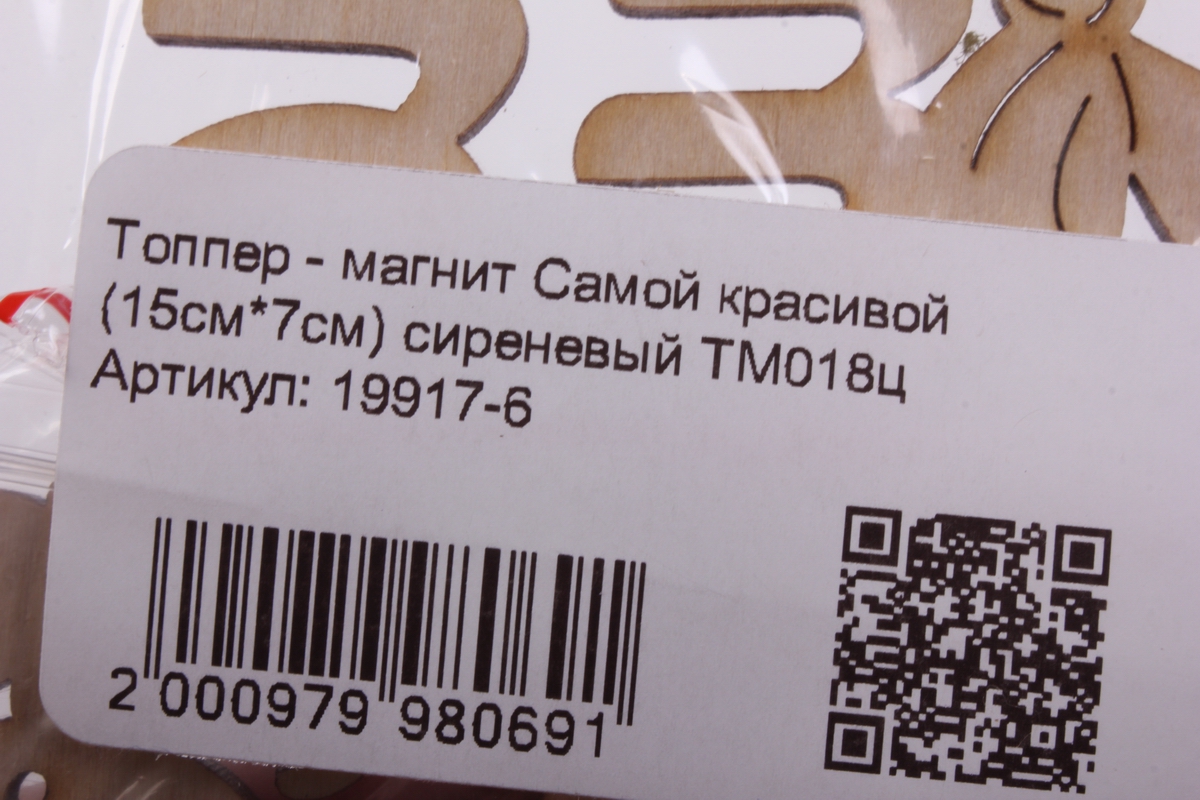 Топпер - магнит Самой красивой
(15см*7см) сиреневый ТМ018ц
Артикул: 19917-6
2 000979 980691